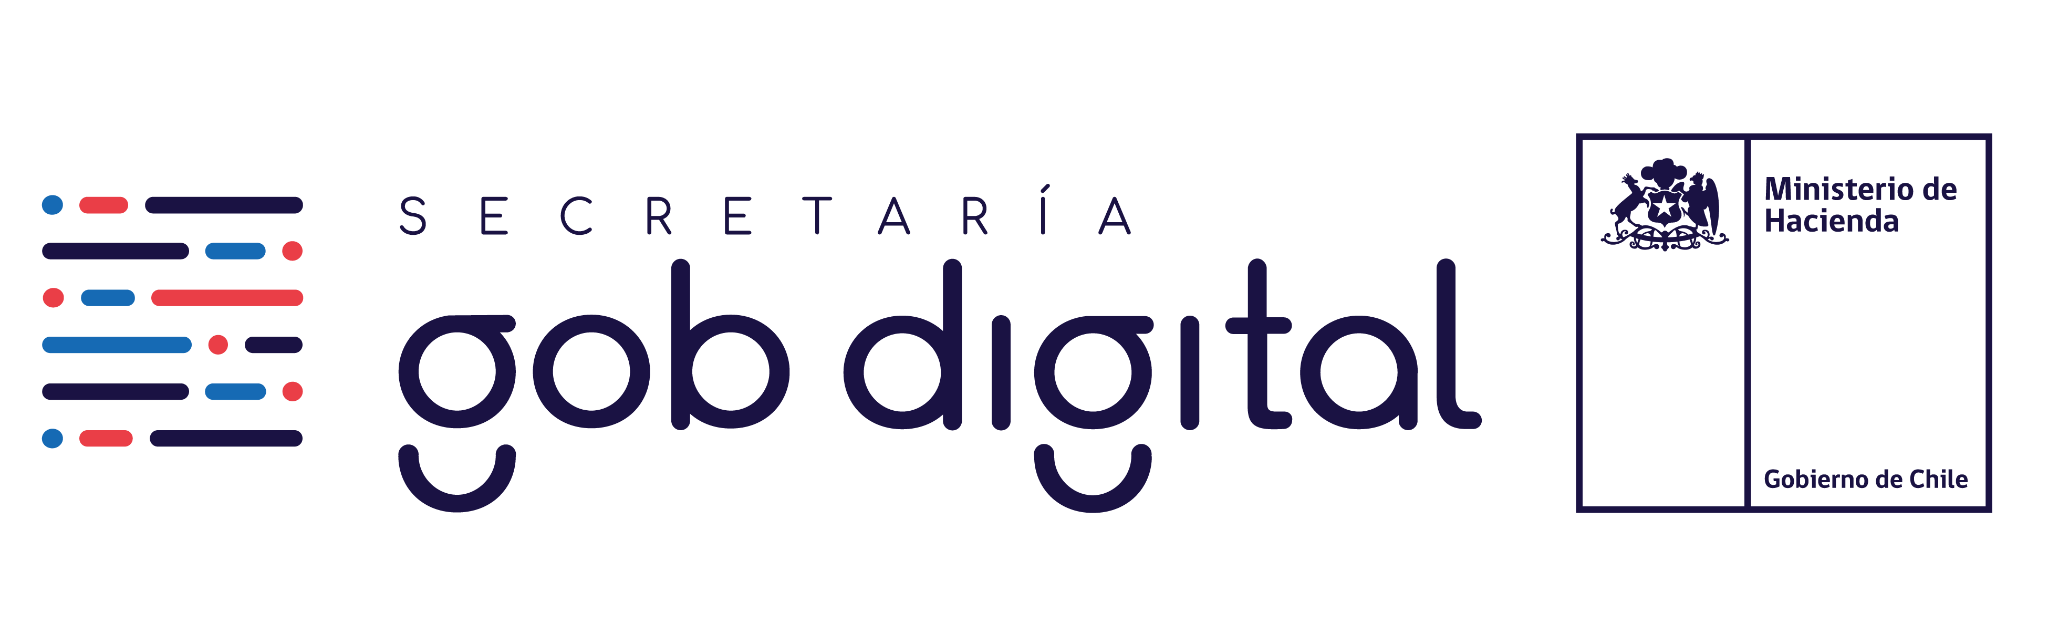 SECRETARÍA
gob digital
Ministerio de
Hacienda
Gobierno de Chile